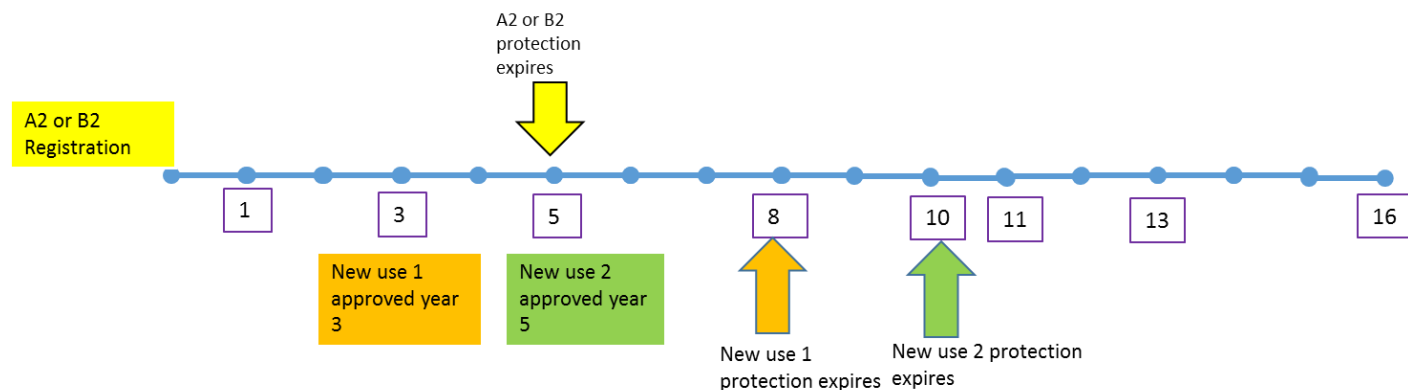 A2 or B2
protection
expires
A2 or B2
Registration
1
3
5
8
10
11
13
16
New use 1
approved year
3
New use 2
approved year
5
New use 1
protection expires
New use 2 protection
expires